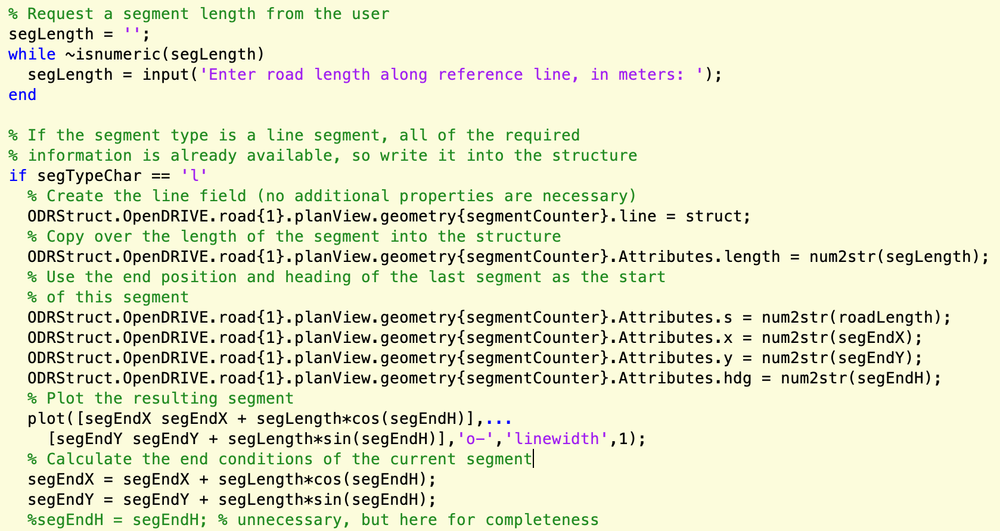 % Request a segment length from the user
segLength = '';
while ~isnumeric(segLength)
  segLength = input('Enter road length along reference line, in meters: ');
end

% If the segment type is a line segment, all of the required
% information is already available, so write it into the structure
if segTypeChar == 'l'
  % Create the line field (no additional properties are necessary)
  ODRStruct.OpenDRIVE.road{1}.planView.geometry{segmentCounter}.line = struct;
  % Copy over the length of the segment into the structure
  ODRStruct.OpenDRIVE.road{1}.planView.geometry{segmentCounter}.Attributes.length = num2str(segLength);
  % Use the end position and heading of the last segment as the start
  % of this segment
  ODRStruct.OpenDRIVE.road{1}.planView.geometry{segmentCounter}.Attributes.s = num2str(roadLength);
  ODRStruct.OpenDRIVE.road{1}.planView.geometry{segmentCounter}.Attributes.x = num2str(segEndX);
  ODRStruct.OpenDRIVE.road{1}.planView.geometry{segmentCounter}.Attributes.y = num2str(segEndY);
  ODRStruct.OpenDRIVE.road{1}.planView.geometry{segmentCounter}.Attributes.hdg = num2str(segEndH);
  % Plot the resulting segment
  plot([segEndX segEndX + segLength*cos(segEndH)],...
    [segEndY segEndY + segLength*sin(segEndH)],'o-','linewidth',1);
  % Calculate the end conditions of the current segment
  segEndX = segEndX + segLength*cos(segEndH);
  segEndY = segEndY + segLength*sin(segEndH);
  %segEndH = segEndH; % unnecessary, but here for completeness